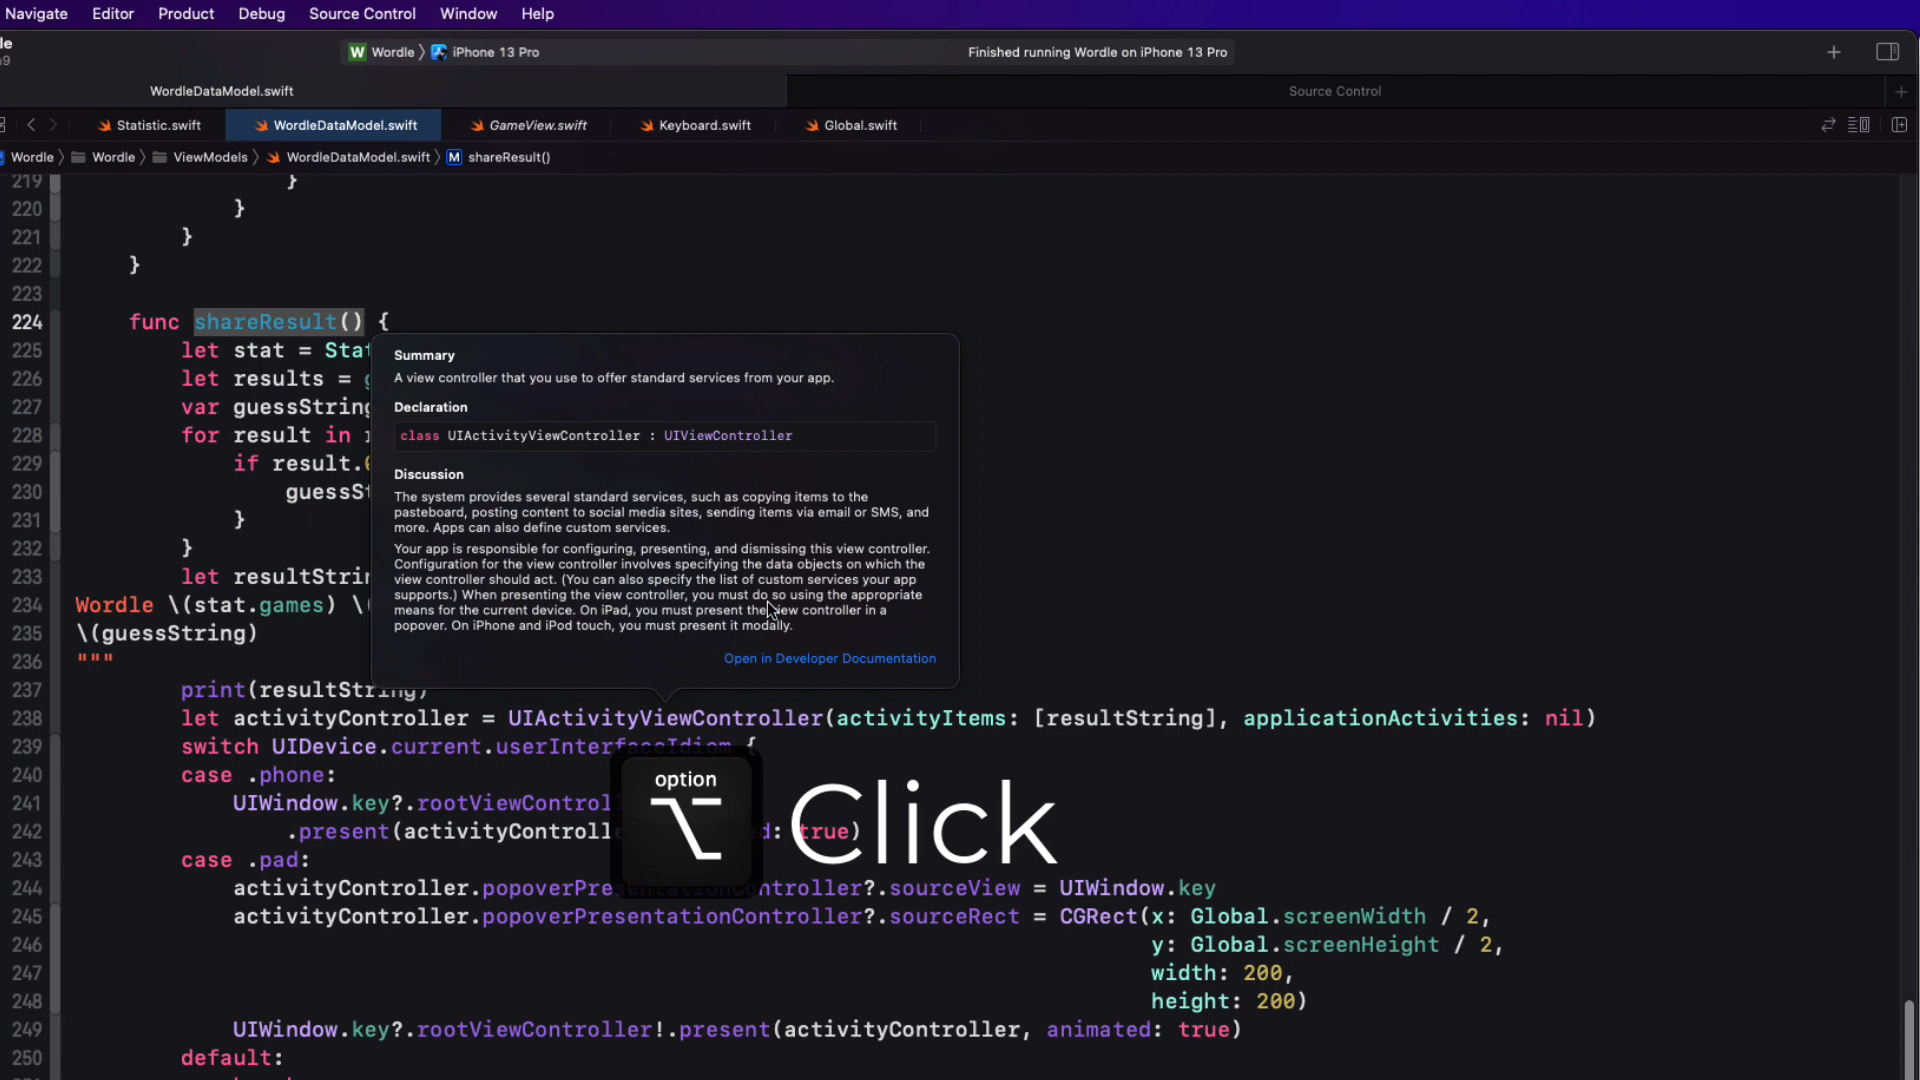 Navigate Editor Product Debug Source Control Window Help
le
Wordle 〉 iPhone 13 Pro Finished running Wordle on iPhone 13 Pro +
WordleDataModel.swift Source Control +
Statistic.swift WordleDataModel.swift GameView.swift Keyboard.swift Global.swift
Wordle 〉 Wordle 〉 ViewModels 〉 WordleDataModel.swift 〉 M shareResult()
219 }
220 }
221 }
222 }
223
224 func shareResult() {
225 let stat = Stat
226 let results = g
227 var guessString
228 for result in r
229 if result.0
230 guessSt
231 }
232 }
233 let resultStrin
234 Wordle \(stat.games) \(
235 \(guessString)
236 """
Summary
A view controller that you use to offer standard services from your app.
Declaration
class UIActivityViewController : UIViewController
Discussion
The system provides several standard services, such as copying items to the
pasteboard, posting content to social media sites, sending items via email or SMS, and
more. Apps can also define custom services.
Your app is responsible for configuring, presenting, and dismissing this view controller.
Configuration for the view controller involves specifying the data objects on which the
view controller should act. (You can also specify the list of custom services your app
supports.) When presenting the view controller, you must do so using the appropriate
means for the current device. On iPad, you must present the view controller in a
popover. On iPhone and iPod touch, you must present it modally.
Open in Developer Documentation
237 print(resultString)
238 let activityController = UIActivityViewController(activityItems: [resultString], applicationActivities: nil)
239 switch UIDevice.current.userInterfaceIdiom {
240 case .phone:
241 UIWindow.key?.rootViewControl
242 .present(activityControlle d: true)
option
Click
243 case .pad:
244 activityController.popoverPresentationController?.sourceView = UIWindow.key
245 activityController.popoverPresentationController?.sourceRect = CGRect(x: Global.screenWidth / 2,
246 y: Global.screenHeight / 2,
247 width: 200,
248 height: 200)
249 UIWindow.key?.rootViewController!.present(activityController, animated: true)
250 default: